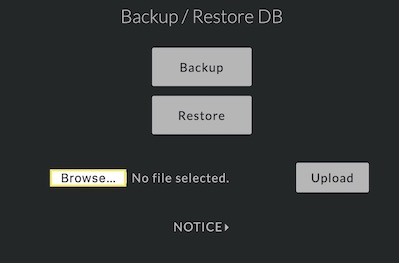 Backup / Restore DB
Backup
Restore
Browse... No file selected. Upload
NOTICE